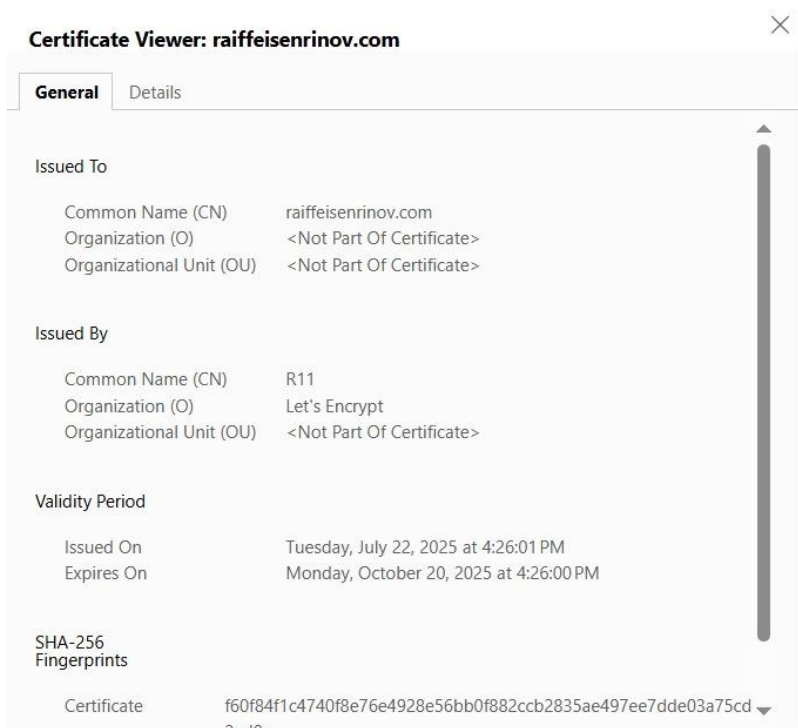 Certificate Viewer: raiffeisenrinov.com
General Details
Issued To
Common Name (CN) raiffeisenrinov.com
Organization (O) <Not Part Of Certificate>
Organizational Unit (OU) <Not Part Of Certificate>
Issued By
Common Name (CN) R11
Organization (O) Let's Encrypt
Organizational Unit (OU) <Not Part Of Certificate>
Validity Period
Issued On Tuesday, July 22, 2025 at 4:26:01 PM
Expires On Monday, October 20, 2025 at 4:26:00 PM
SHA-256
Fingerprints
Certificate f60f84f1c4740f8e76e4928e56bb0f882ccb2835ae497ee7dde03a75cd